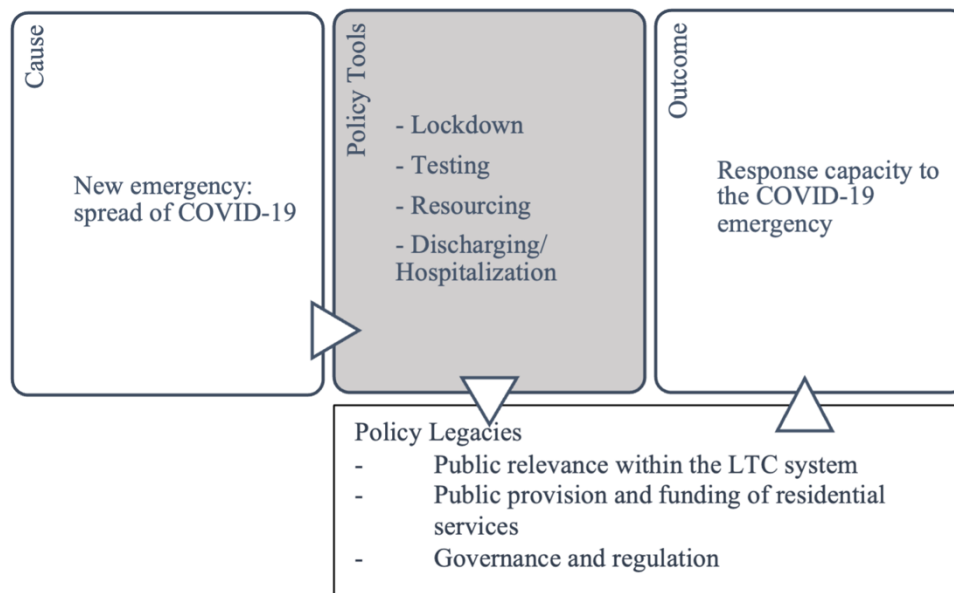 Cause
New emergency:
spread of COVID-19
Policy Tools
- Lockdown
- Testing
- Resourcing
- Discharging/
Hospitalization
Outcome
Response capacity to
the COVID-19
emergency
Policy Legacies
- Public relevance within the LTC system
- Public provision and funding of residential
services
- Governance and regulation